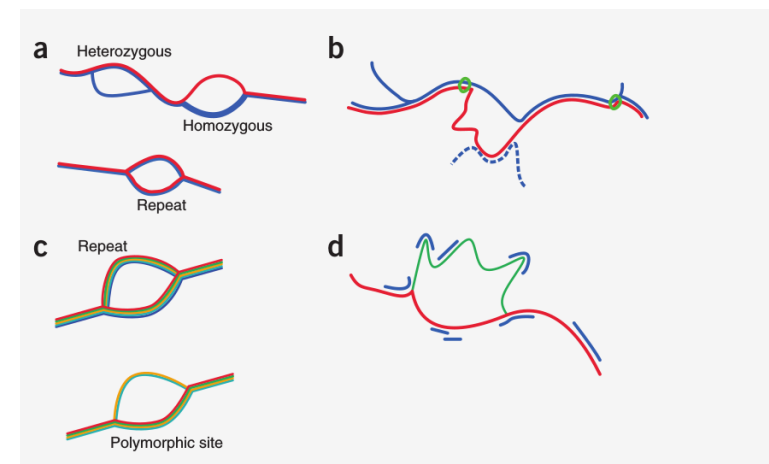 a
Heterozygous
Homozygous
Repeat
b
c
Repeat
Polymorphic site
d